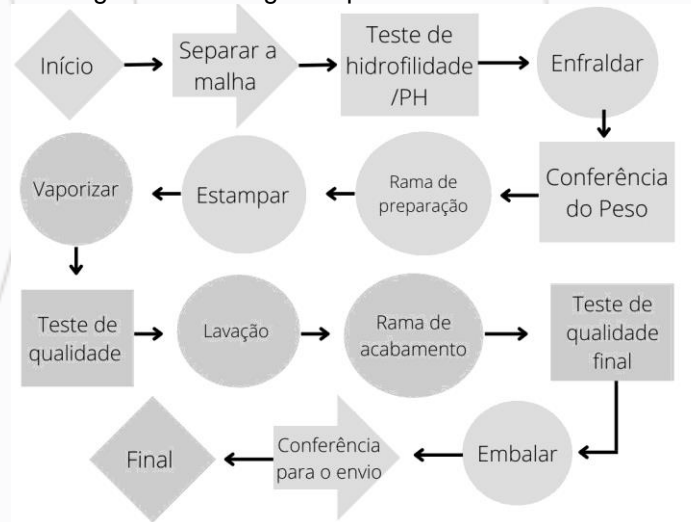 Início
Separar a
malha
Teste de
hidrofilidade
/PH
Enfraldar
Conferência
do Peso
Rama de
preparação
Estampar
Vaporizar
Teste de
qualidade
Lavação
Rama de
acabamento
Teste de
qualidade
final
Embalar
Conferência
para o envio
Final